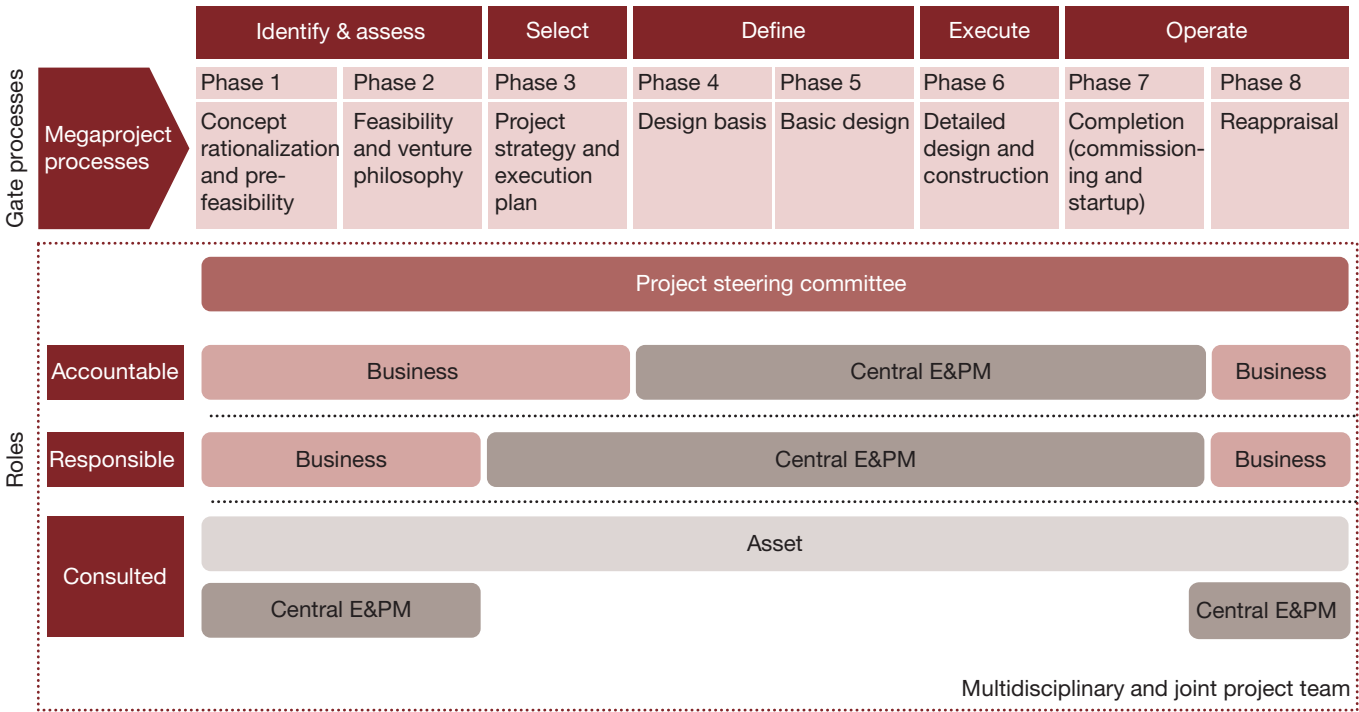 Identify & assess
Select
Define
Execute
Operate
Gate processes
Megaproject
processes
Phase 1
Phase 2
Phase 3
Phase 4
Phase 5
Phase 6
Phase 7
Phase 8
Concept
rationalization
and pre-
feasibility
Feasibility
and venture
philosophy
Project
strategy and
execution
plan
Design basis
Basic design
Detailed
design and
construction
Completion
(commission-
ing and
startup)
Reappraisal
Project steering committee
Roles
Accountable
Business
Central E&PM
Business
Responsible
Business
Central E&PM
Business
Consulted
Asset
Central E&PM
Central E&PM
Multidisciplinary and joint project team